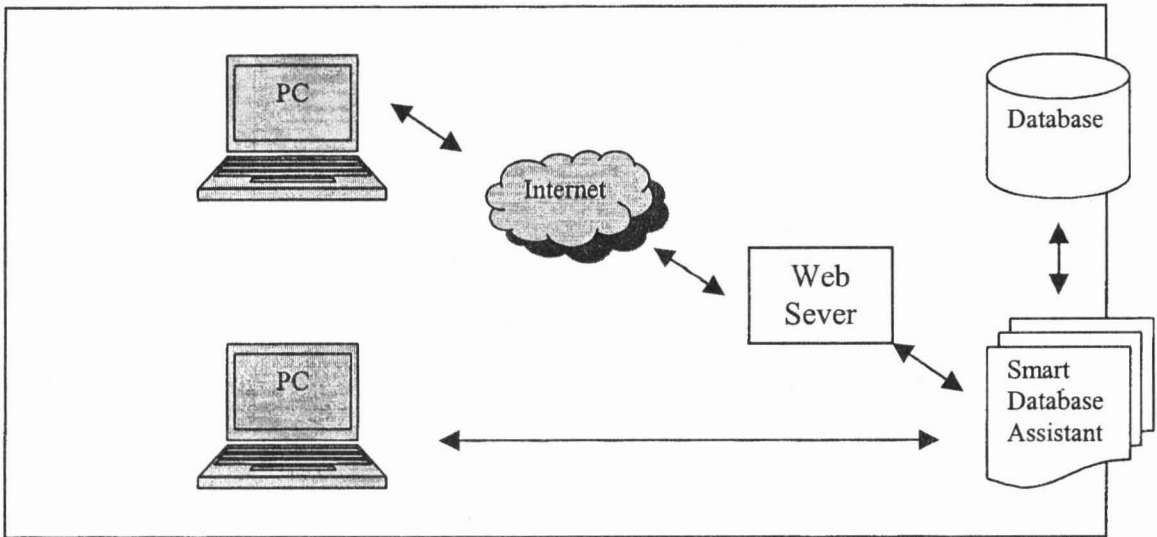 PC
Database
Internet
Web
Sever
PC
Smart
Database
Assistant